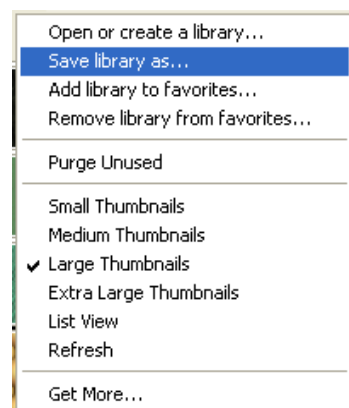 Open or create a library...
Save library as...
Add library to favorites...
Remove library from favorites...
Purge Unused
Small Thumbnails
Medium Thumbnails
Large Thumbnails
Extra Large Thumbnails
List View
Refresh
Get More...